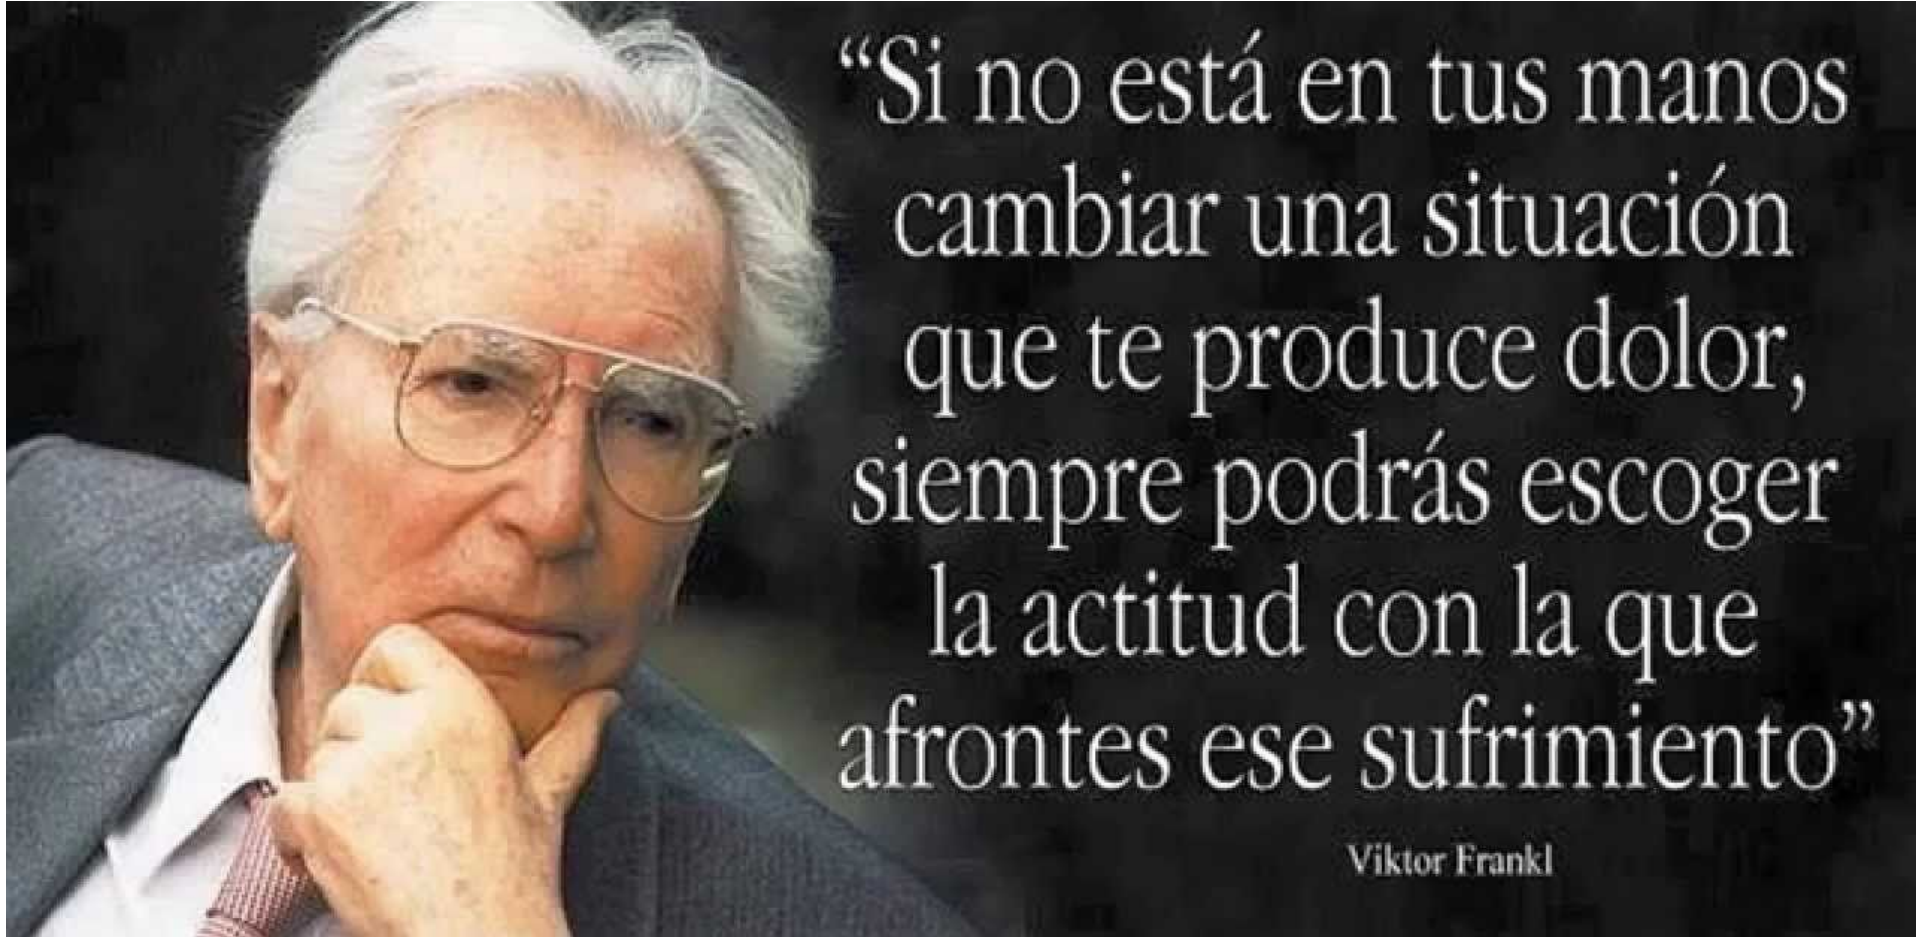 “Si no está en tus manos
cambiar una situación
que te produce dolor,
siempre podrás escoger
la actitud con la que
afrontes ese sufrimiento”
Viktor Frankl